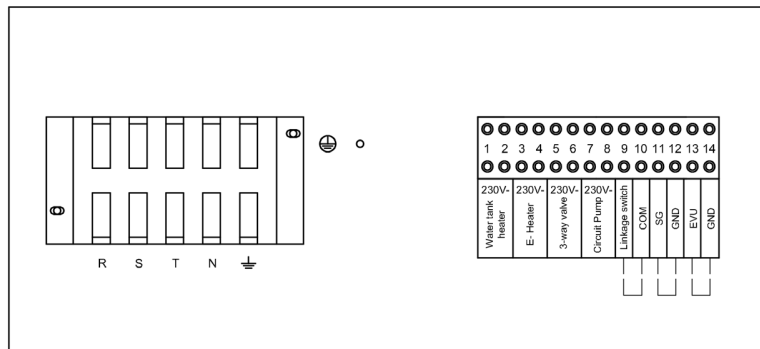 R S T N
1 2 3 4 5 6 7 8 9 10 11 12 13 14
230V- 230V- 230V- 230V-
Water tank
heater
E- Heater
3-way valve
Circuit Pump
Linkage switch
COM
SG
GND
EVU
GND